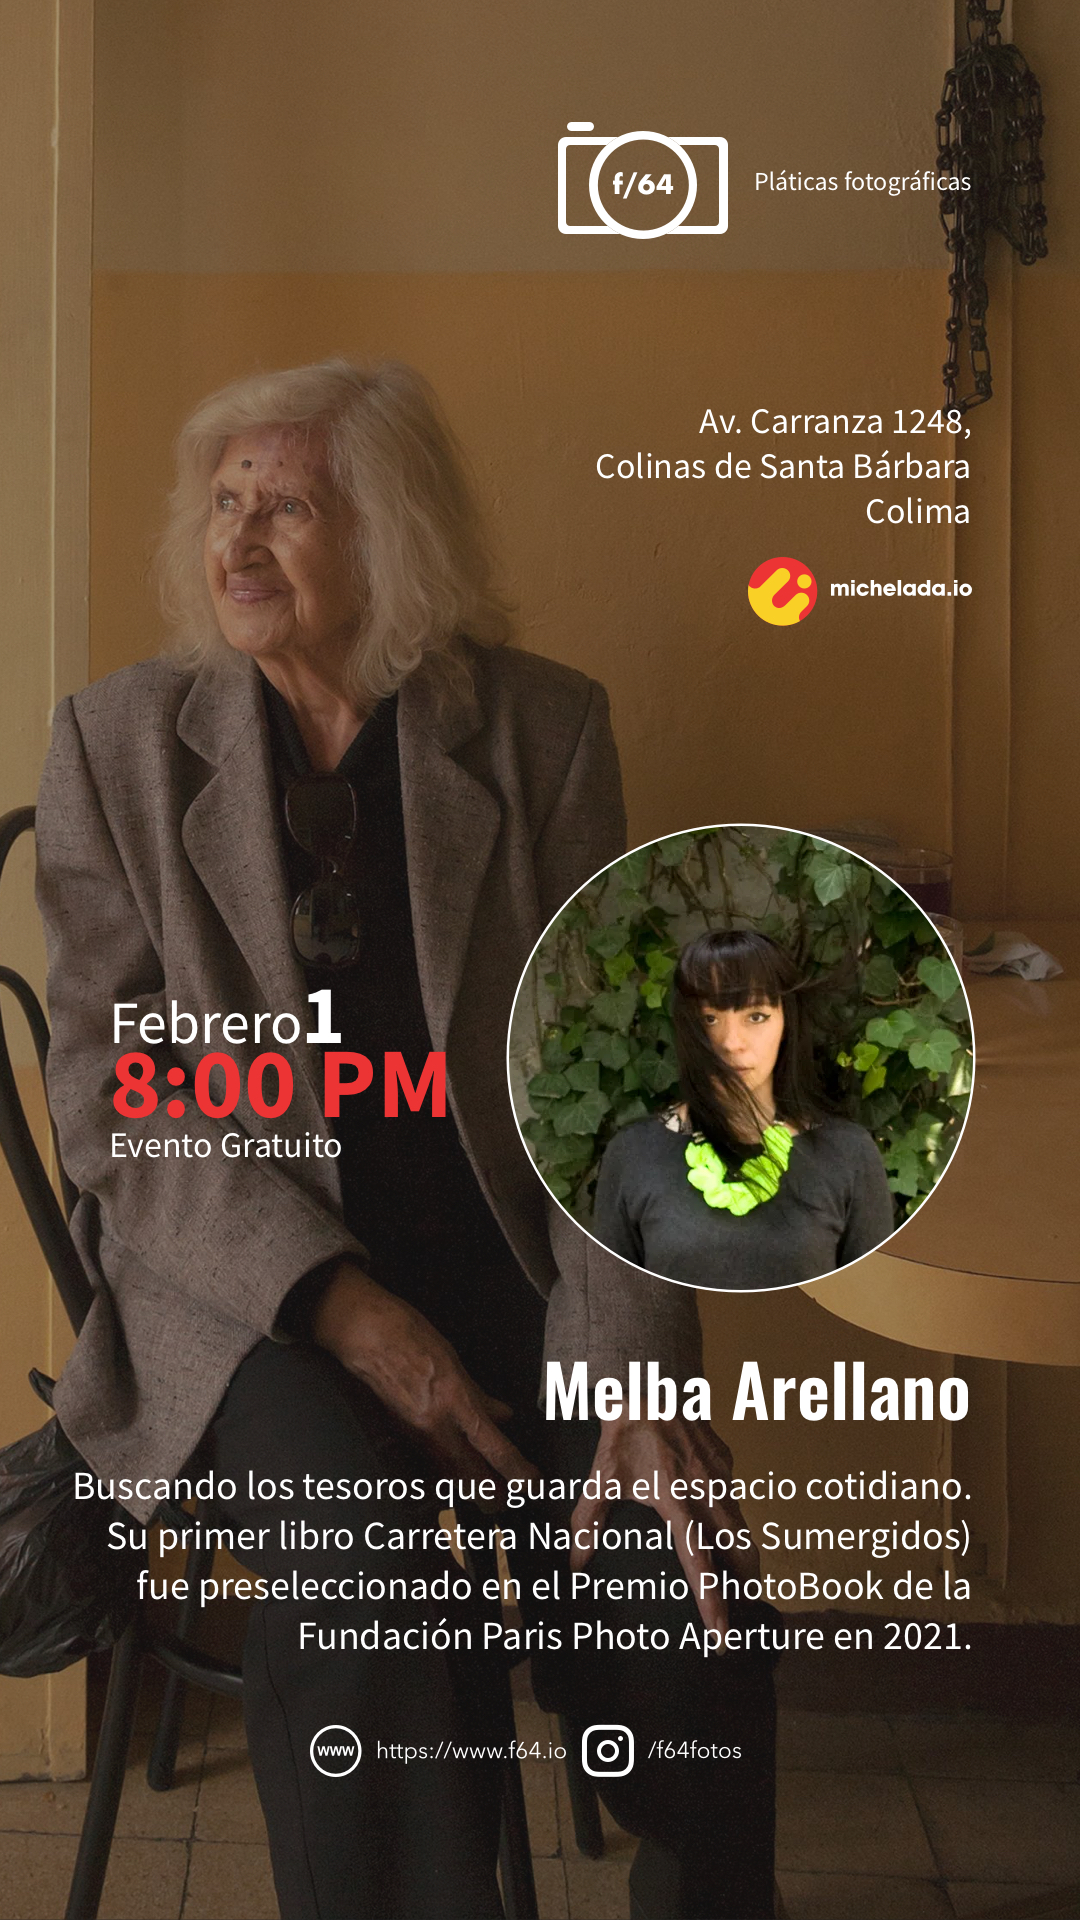 f/64
Pláticas fotográficas
Av. Carranza 1248,
Colinas de Santa Bárbara
Colima
michelada.io
Febrero1
8:00 PM
Evento Gratuito
Melba Arellano
Buscando los tesoros que guarda el espacio cotidiano.
Su primer libro Carretera Nacional (Los Sumergidos)
fue preseleccionado en el Premio PhotoBook de la
Fundación Paris Photo Aperture en 2021.
www https://www.f64.io /f64fotos